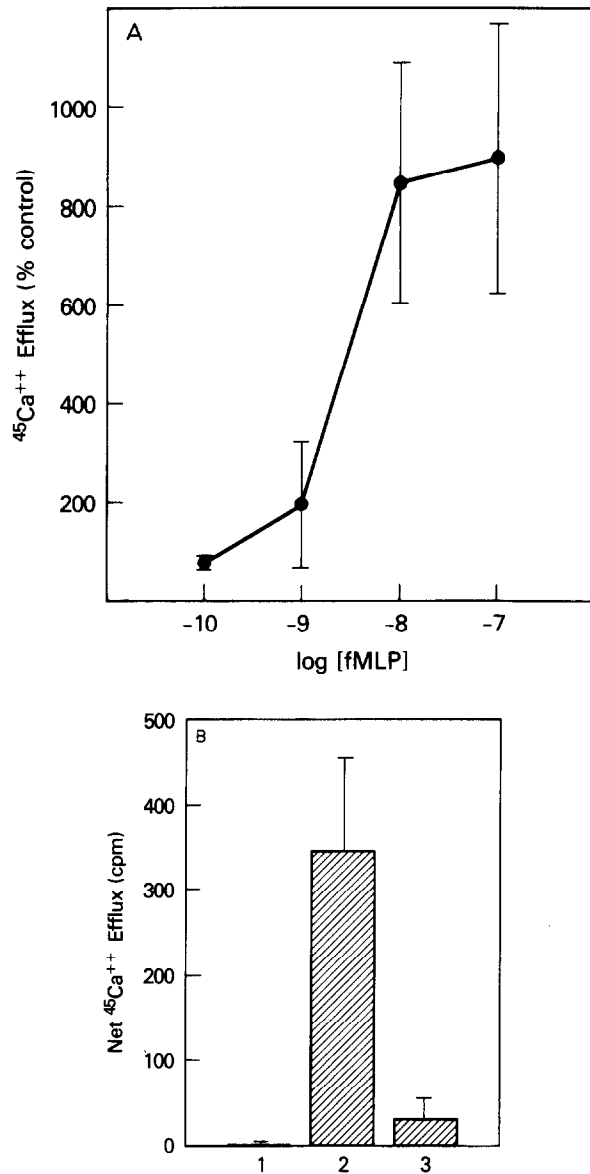 A
1000
800
600
400
200
⁴⁵Ca⁺⁺ Efflux (% control)
-10 -9 -8 -7
log [fMLP]
B
500
400
300
200
100
0
Net ⁴⁵Ca⁺⁺ Efflux (cpm)
1 2 3